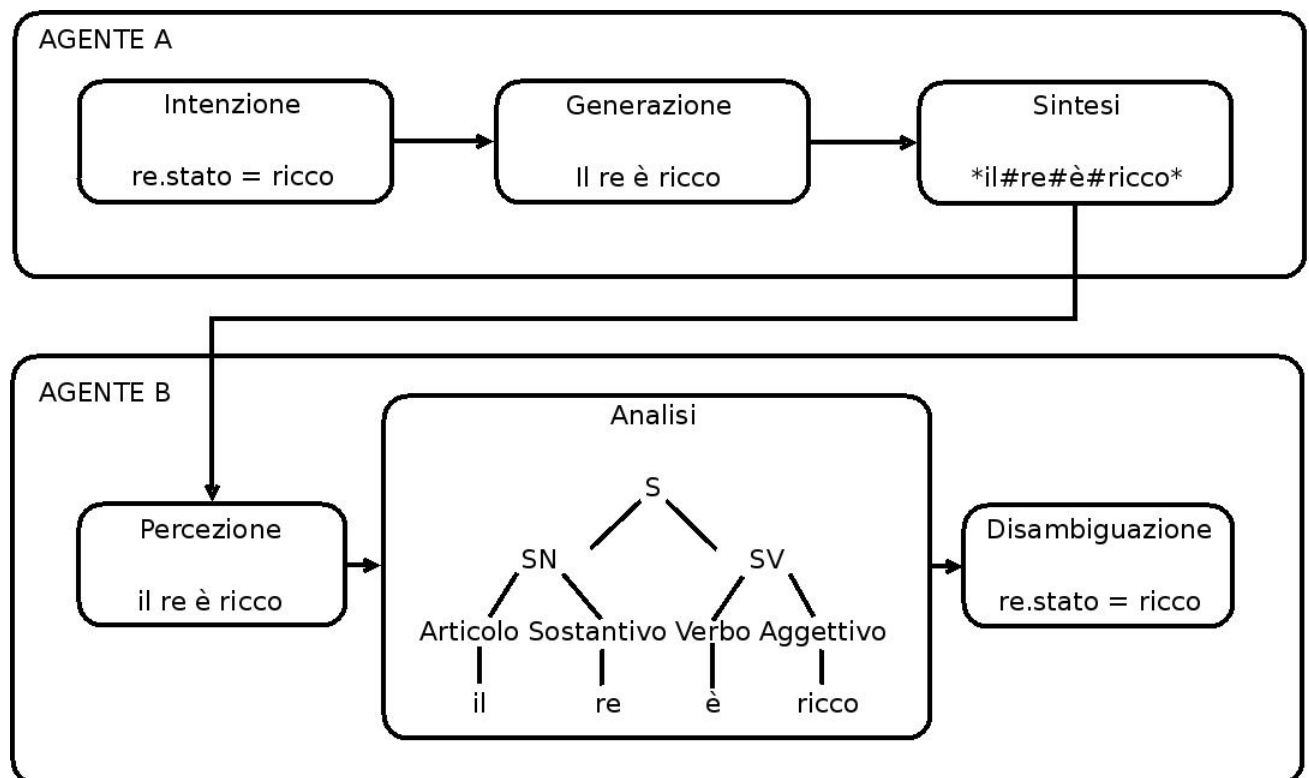 AGENTE A
Intenzione
re.stato = ricco
Generazione
Il re è ricco
Sintesi
*il#re#è#ricco*
AGENTE B
Percezione
il re è ricco
Analisi
S
SN SV
Articolo Sostantivo Verbo Aggettivo
il re è ricco
Disambiguazione
re.stato = ricco